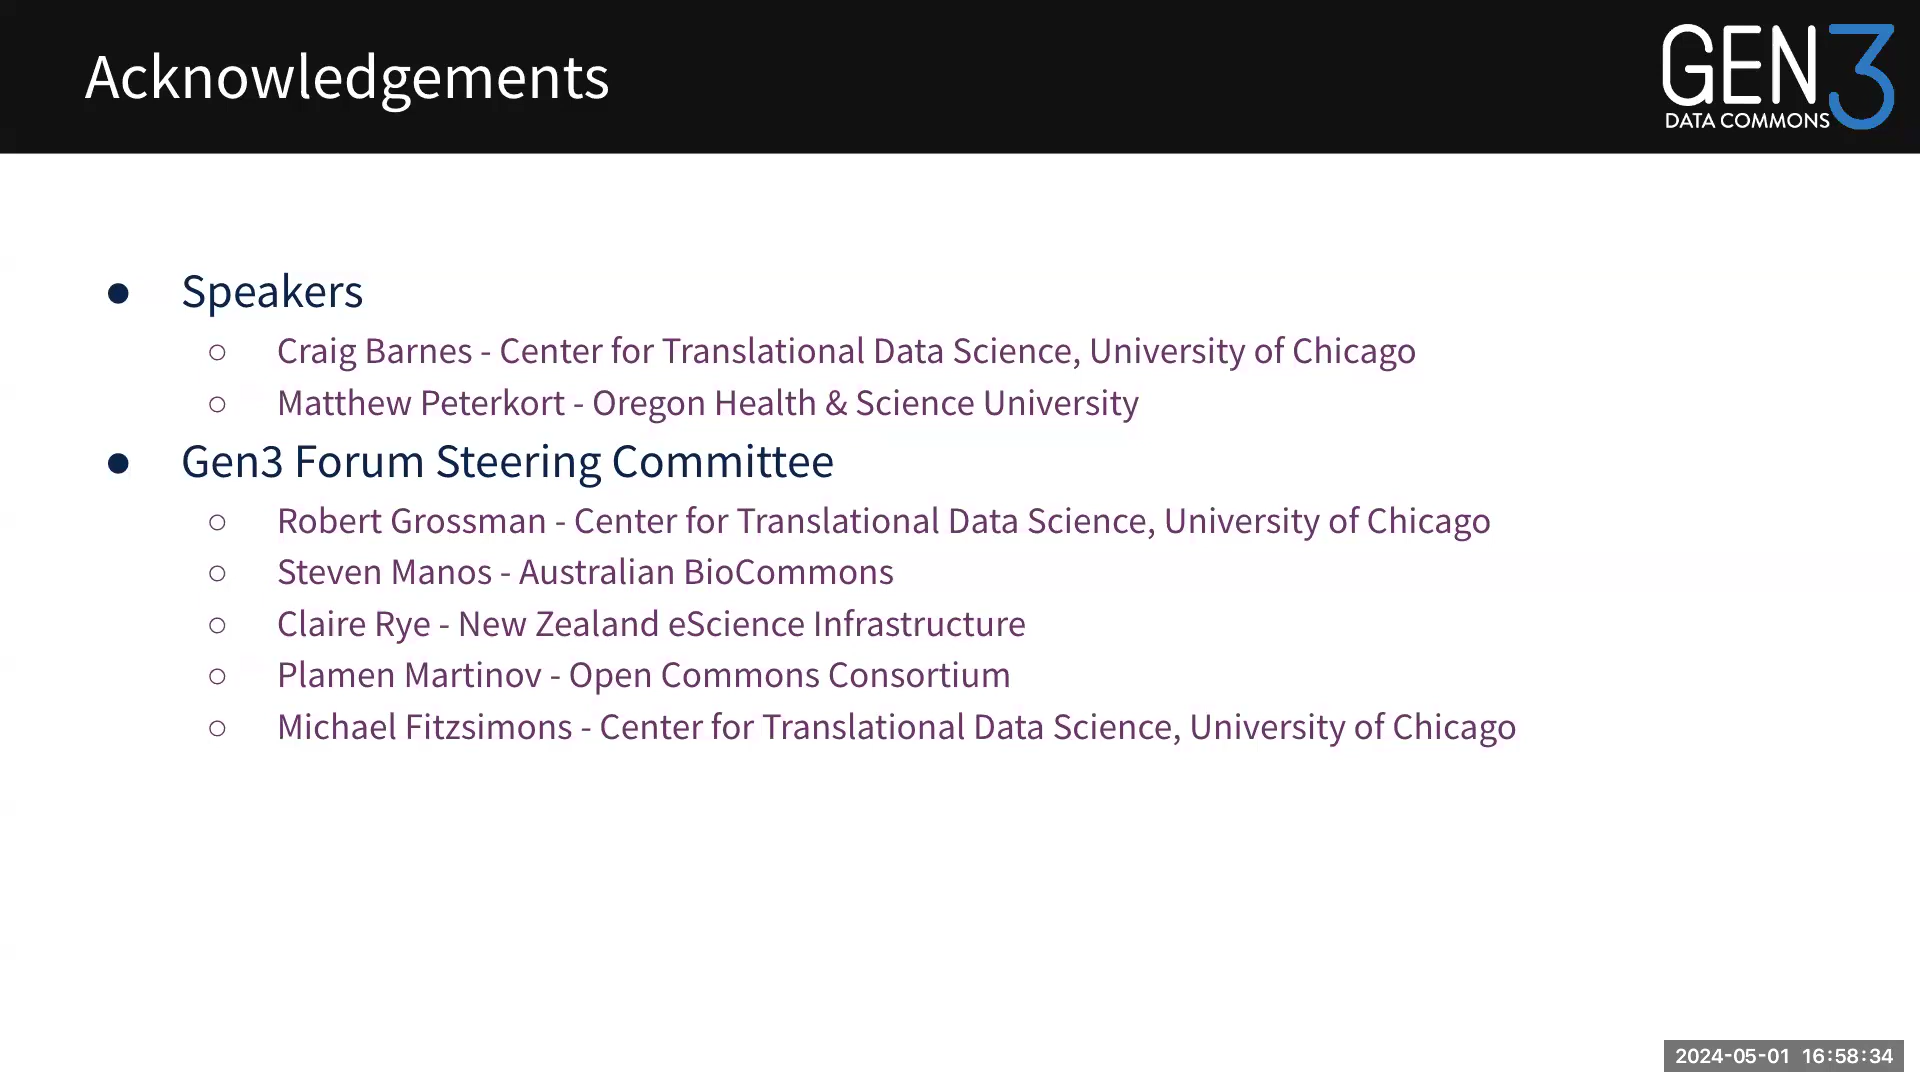 Acknowledgements
GEN3
DATA COMMONS
● Speakers
○ Craig Barnes - Center for Translational Data Science, University of Chicago
○ Matthew Peterkort - Oregon Health & Science University
● Gen3 Forum Steering Committee
○ Robert Grossman - Center for Translational Data Science, University of Chicago
○ Steven Manos - Australian BioCommons
○ Claire Rye - New Zealand eScience Infrastructure
○ Plamen Martinov - Open Commons Consortium
○ Michael Fitzsimons - Center for Translational Data Science, University of Chicago
2024-05-01 16:58:34